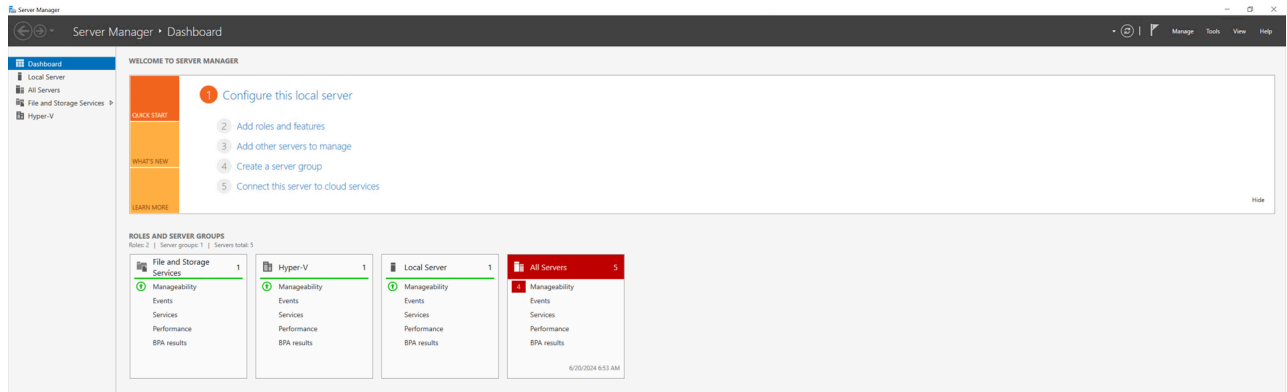 Server Manager
Server Manager • Dashboard
Manage Tools View Help
Dashboard
Local Server
All Servers
File and Storage Services
Hyper-V
WELCOME TO SERVER MANAGER
QUICK START
WHAT'S NEW
LEARN MORE
1 Configure this local server
2 Add roles and features
3 Add other servers to manage
4 Create a server group
5 Connect this server to cloud services
Hide
ROLES AND SERVER GROUPS
Roles: 2 | Server groups: 1 | Servers total: 5
File and Storage
Services
1
Manageability
Events
Services
Performance
BPA results
Hyper-V 1
Manageability
Events
Services
Performance
BPA results
Local Server 1
Manageability
Events
Services
Performance
BPA results
All Servers 5
4 Manageability
Events
Services
Performance
BPA results
6/20/2024 6:53 AM